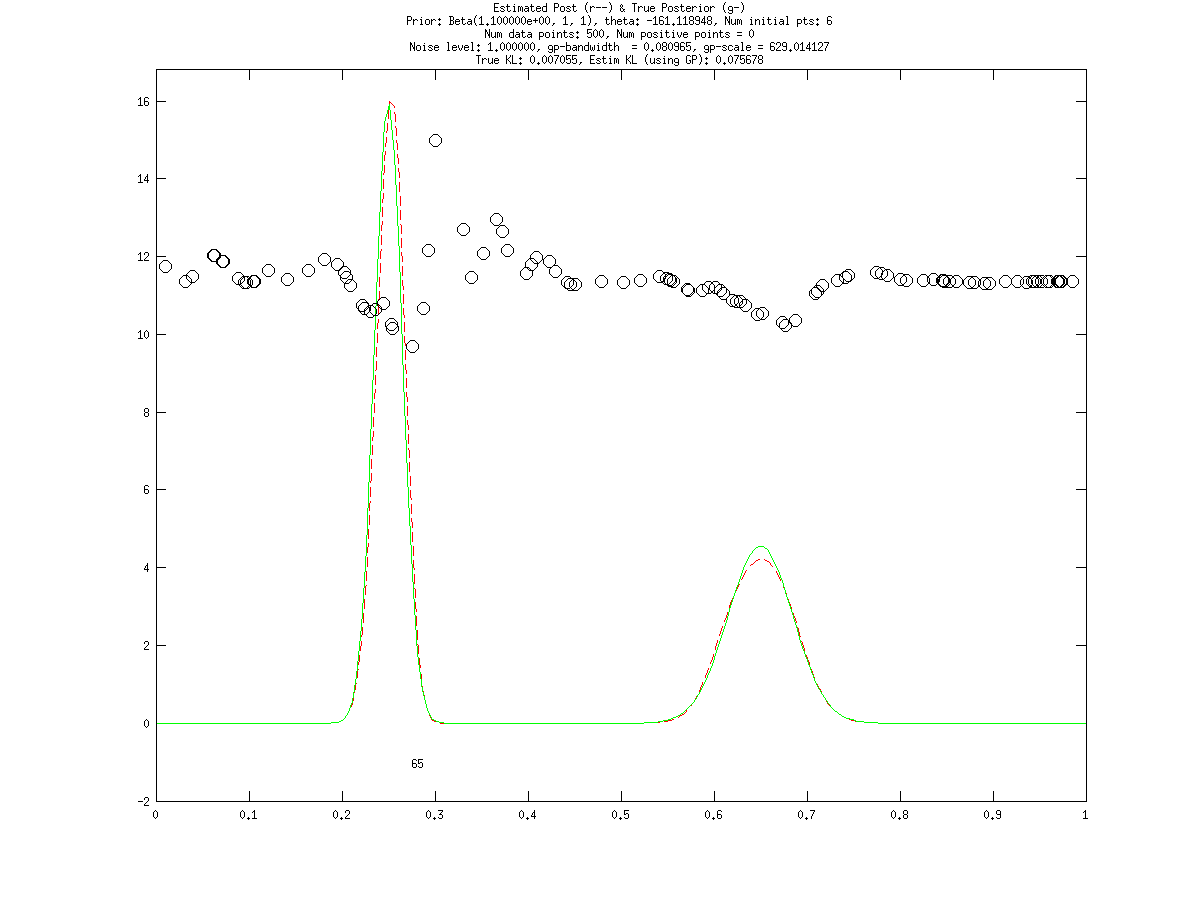 Estimated Post (r--) & True Posterior (g-)
Prior: Beta(1.100000e+00, 1, 1), theta: -161.118948, Num initial pts: 6
Num data points: 500, Num positive points = 0
Noise level: 1.000000, gp-bandwidth  = 0.080965, gp-scale = 629.014127
True KL: 0.007055, Estim KL (using GP): 0.075678
16
14
12
10
8
6
4
2
0
65
-2
0 0.1 0.2 0.3 0.4 0.5 0.6 0.7 0.8 0.9 1